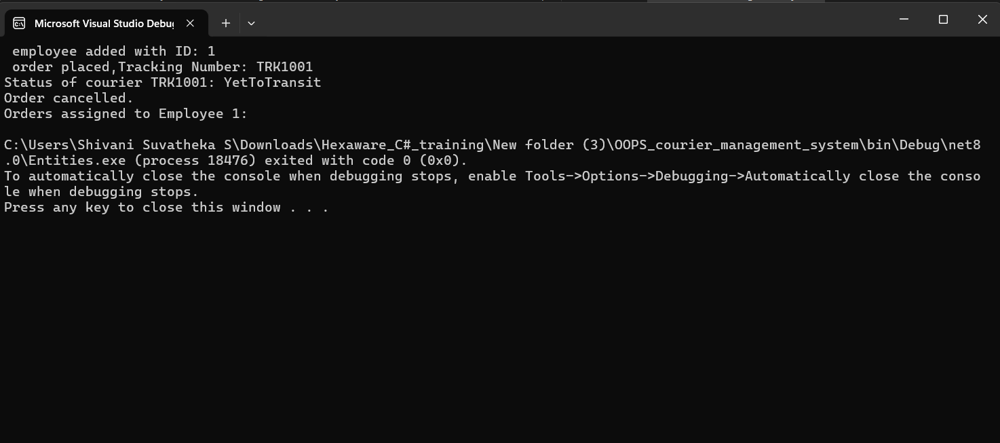 Microsoft Visual Studio Debug
employee added with ID: 1
order placed,Tracking Number: TRK1001
Status of courier TRK1001: YetToTransit
Order cancelled.
Orders assigned to Employee 1:
C:\Users\Shivani Suvatheka S\Downloads\Hexaware_C#_training\New folder (3)\OOPS_courier_management_system\bin\Debug\net8
.0\Entities.exe (process 18476) exited with code 0 (0x0).
To automatically close the console when debugging stops, enable Tools->Options->Debugging->Automatically close the conso
le when debugging stops.
Press any key to close this window . . .